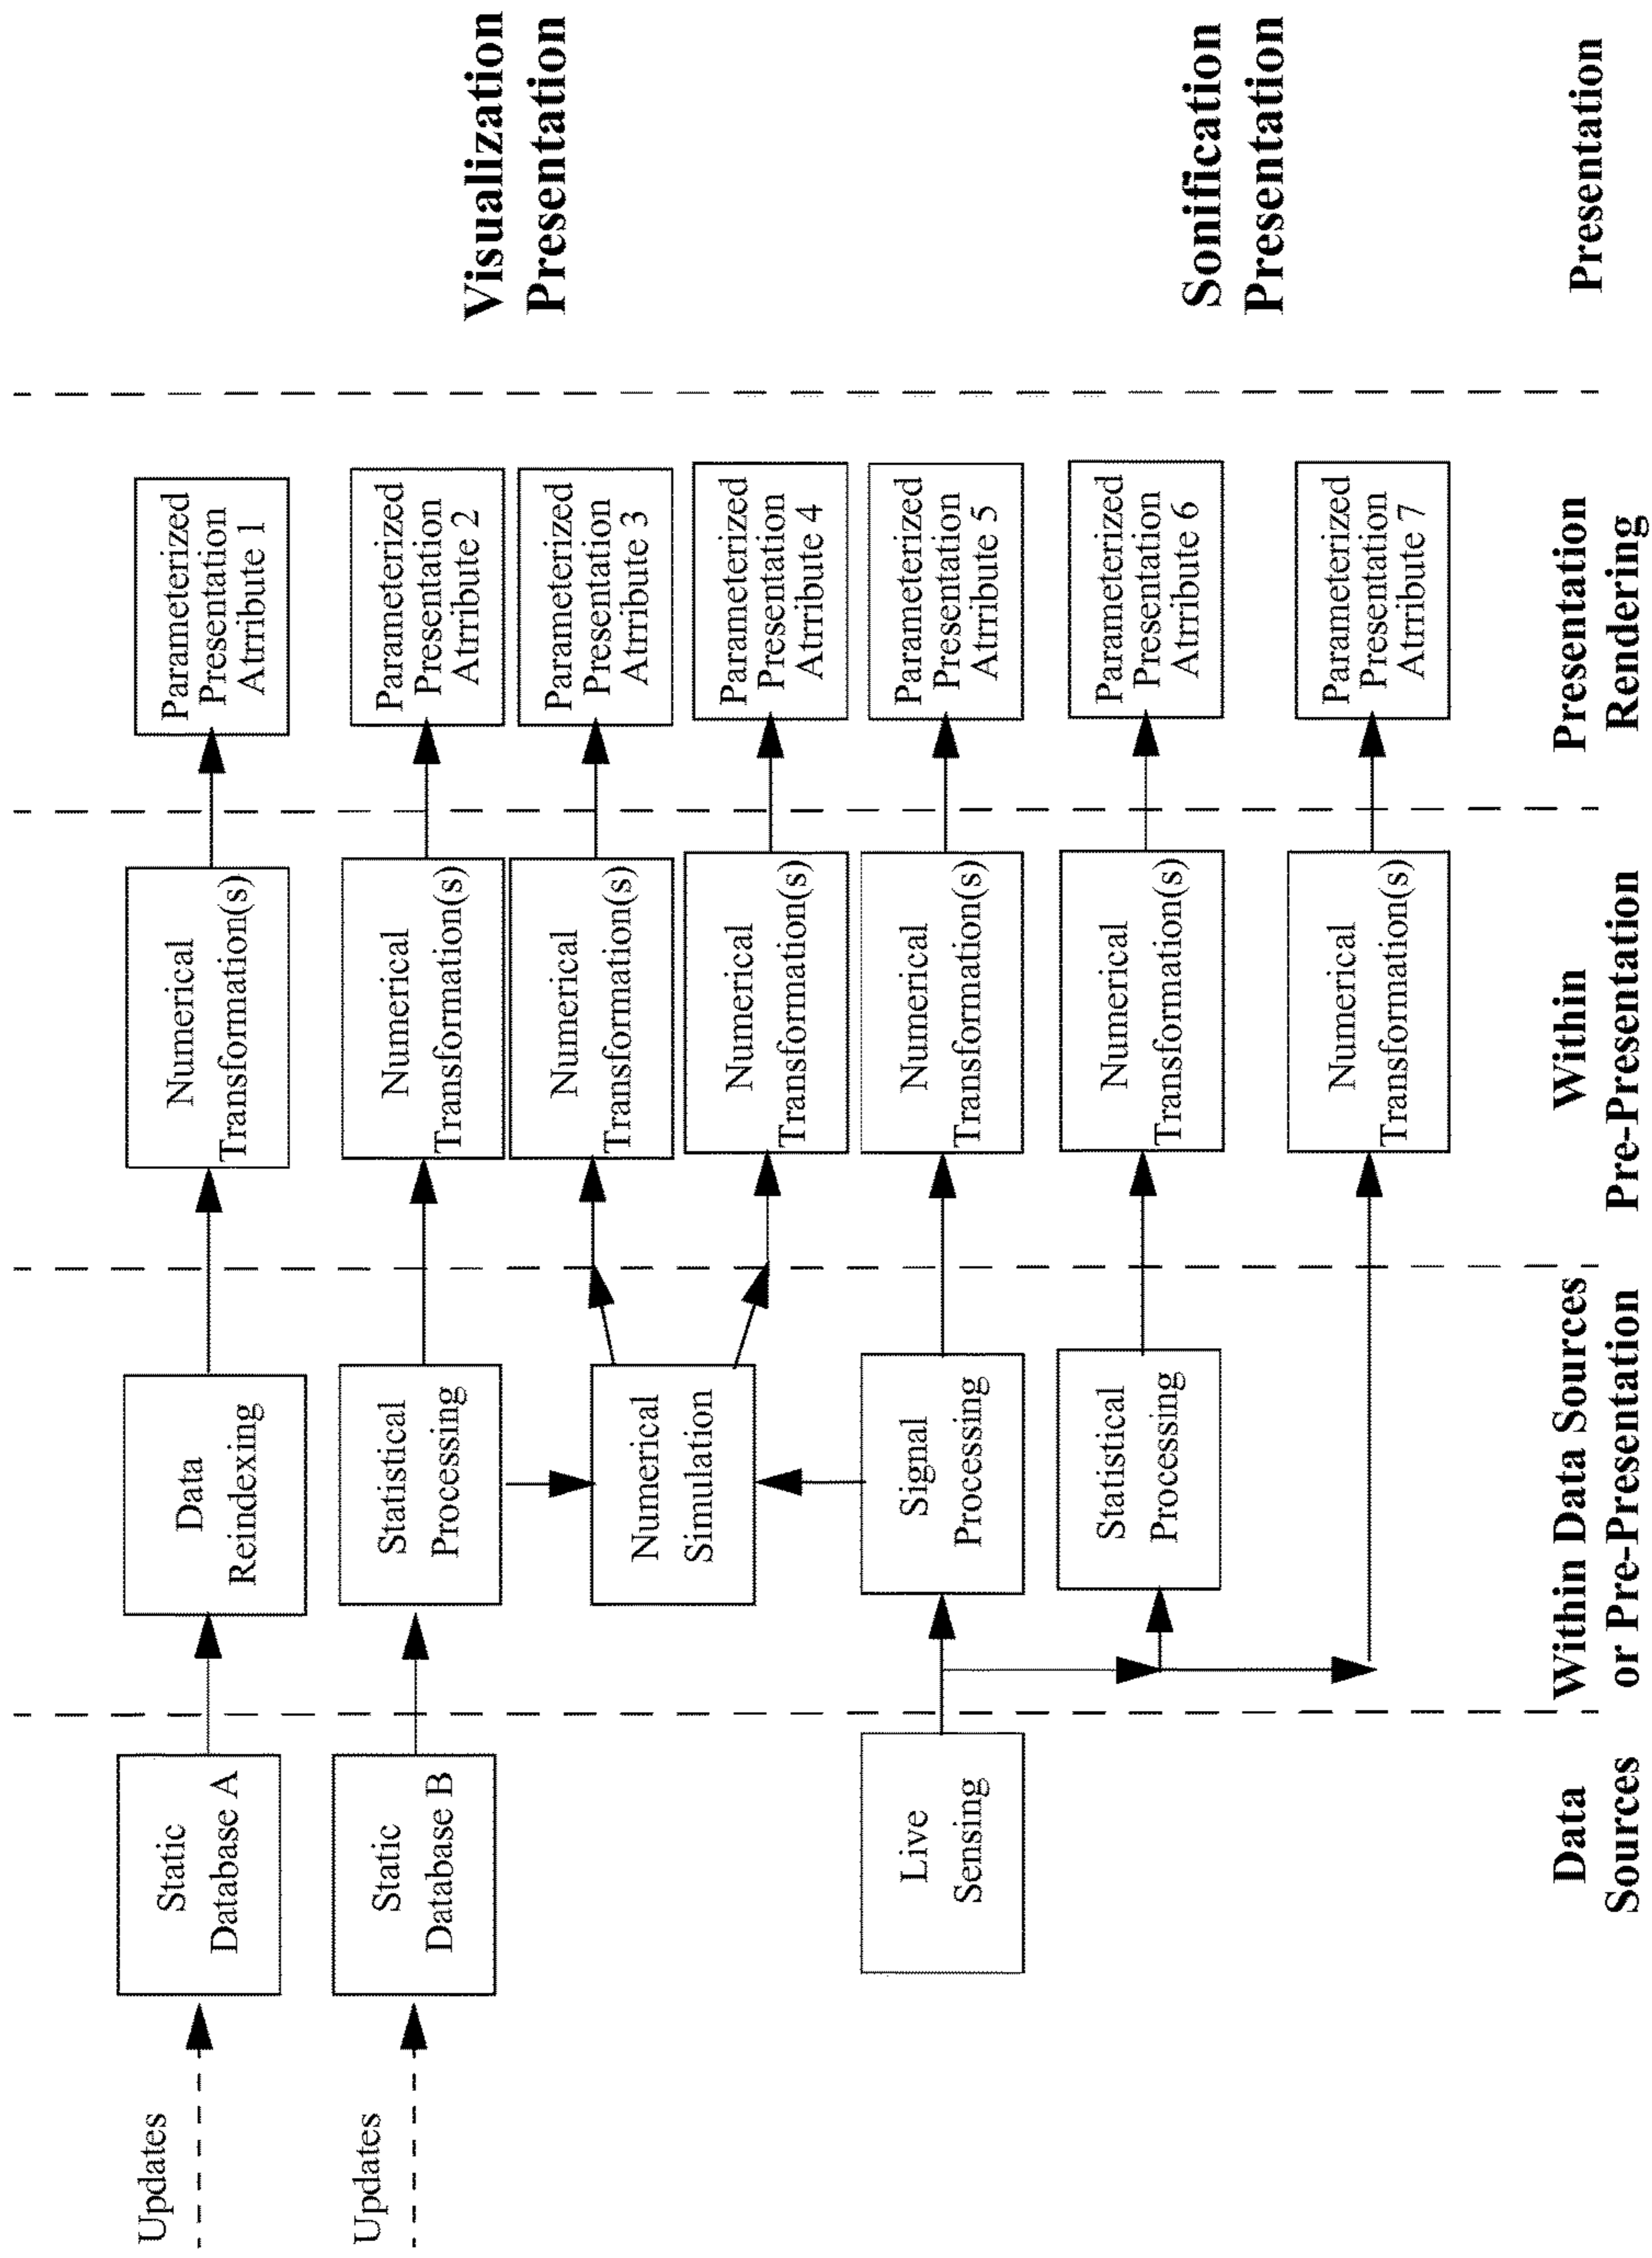 Updates
Static
Database A
Data
Reindexing
Numerical
Transformation(s)
Parameterized
Presentation
Atrribute 1
Updates
Static
Database B
Statistical
Processing
Numerical
Transformation(s)
Parameterized
Presentation
Atrribute 2
Numerical
Simulation
Numerical
Transformation(s)
Parameterized
Presentation
Atrribute 3
Numerical
Transformation(s)
Parameterized
Presentation
Atrribute 4
Visualization
Presentation
Live
Sensing
Signal
Processing
Numerical
Transformation(s)
Parameterized
Presentation
Atrribute 5
Statistical
Processing
Numerical
Transformation(s)
Parameterized
Presentation
Atrribute 6
Numerical
Transformation(s)
Parameterized
Presentation
Atrribute 7
Sonification
Presentation
Data
Sources
Within Data Sources
or Pre-Presentation
Within
Pre-Presentation
Presentation
Rendering
Presentation